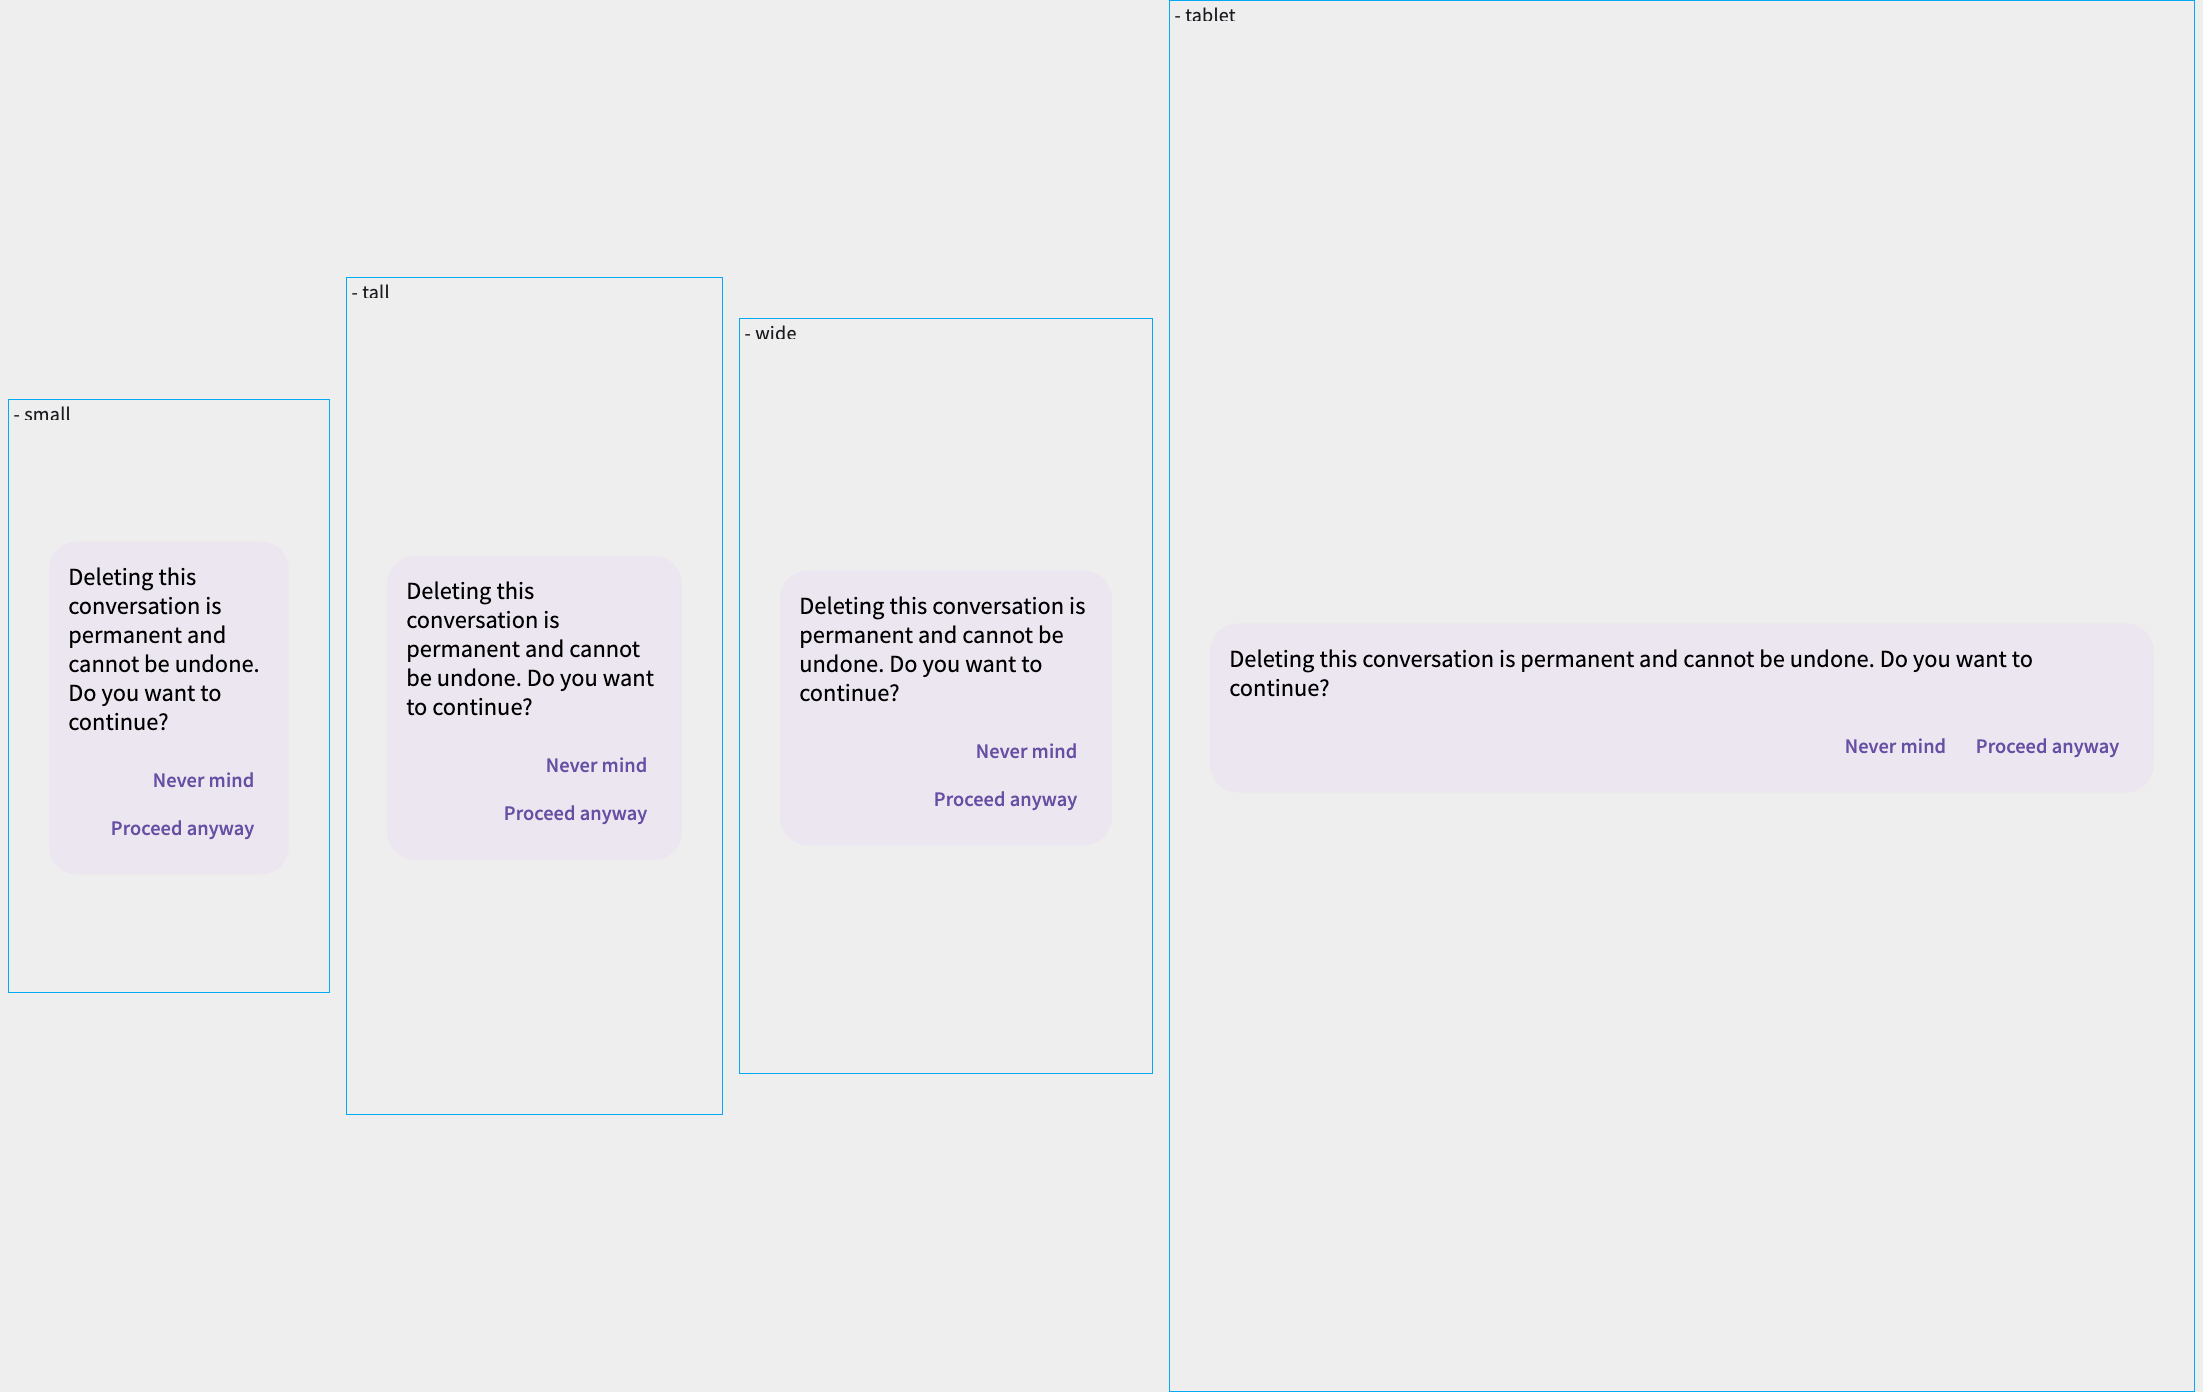 - small
Deleting this
conversation is
permanent and
cannot be undone.
Do you want to
continue?
Never mind
Proceed anyway
- tall
Deleting this
conversation is
permanent and cannot
be undone. Do you want
to continue?
Never mind
Proceed anyway
- wide
Deleting this conversation is
permanent and cannot be
undone. Do you want to
continue?
Never mind
Proceed anyway
- tablet
Deleting this conversation is permanent and cannot be undone. Do you want to
continue?
Never mind Proceed anyway